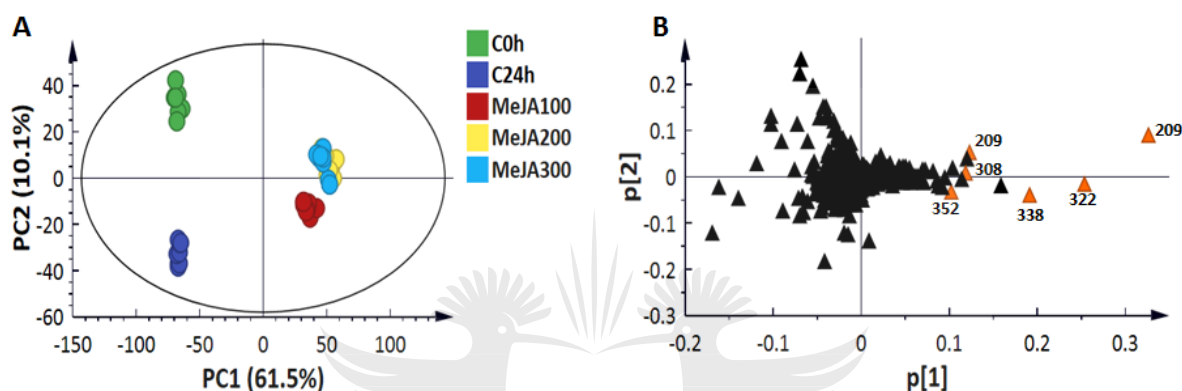 A
C0h
C24h
MeJA100
MeJA200
MeJA300
PC2 (10.1%)
40
20
0
-20
-40
-60
-150
-100
-50
0
50
100
PC1 (61.5%)
B
p[2]
0.2
0.1
0
-0.1
-0.2
-0.3
209
209
308
352
338
322
-0.2
-0.1
0
0.1
0.2
0.3
p[1]